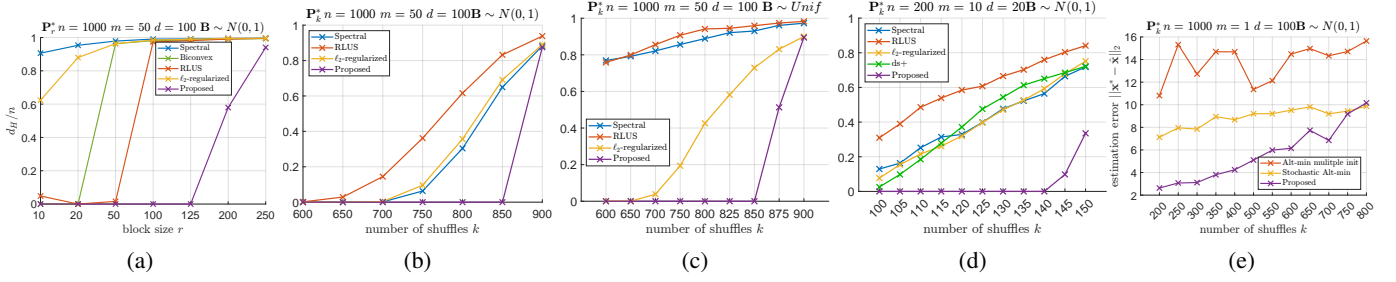 P*_r n = 1000 m = 50 d = 100 B ∼ N(0, 1)
d_H/n
1
0.8
0.6
0.4
0.2
0
Spectral
Biconvex
RLUS
ℓ2-regularized
Proposed
10 20 50 100 125 200 250
block size r
(a)
P*_k n = 1000 m = 50 d = 100B ∼ N(0, 1)
1
0.8
0.6
0.4
0.2
0
Spectral
RLUS
ℓ2-regularized
Proposed
600 650 700 750 800 850 900
number of shuffles k
(b)
P*_k n = 1000 m = 50 d = 100 B ∼ Unif
1
0.8
0.6
0.4
0.2
0
Spectral
RLUS
ℓ2-regularized
Proposed
600 650 700 750 800 825 850 875 900
number of shuffles k
(c)
P*_k n = 200 m = 10 d = 20B ∼ N(0, 1)
1
0.8
0.6
0.4
0.2
0
Spectral
RLUS
ℓ2-regularized
ds+
Proposed
100 105 110 115 120 125 130 135 140 145 150
number of shuffles k
(d)
P*_k n = 1000 m = 1 d = 100B ∼ N(0, 1)
estimation error ||x* − x̂||_2
16
14
12
10
8
6
4
2
Alt-min mulitple init
Stochastic Alt-min
Proposed
200 250 300 350 400 450 500 550 600 650 700 750 800
number of shuffles k
(e)